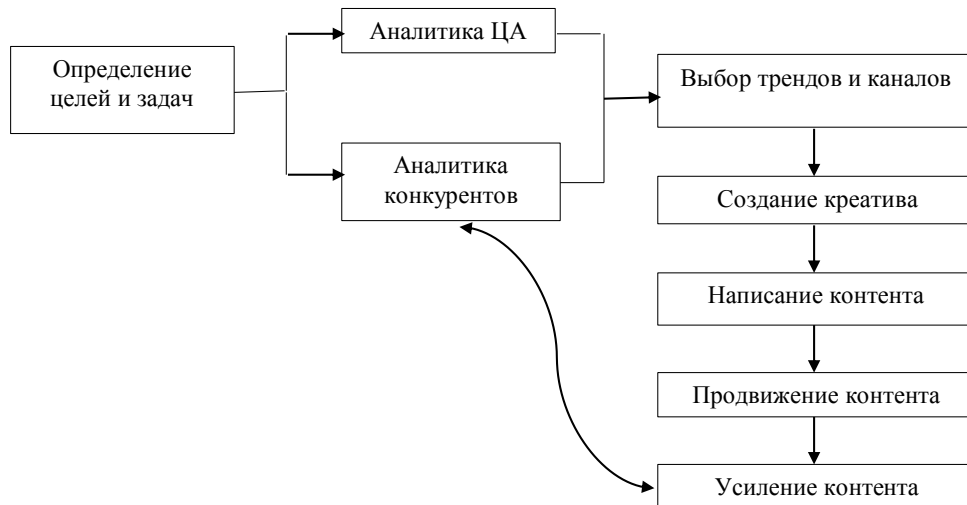 Определение
целей и задач
Аналитика ЦА
Аналитика
конкурентов
Выбор трендов и каналов
Создание креатива
Написание контента
Продвижение контента
Усиление контента